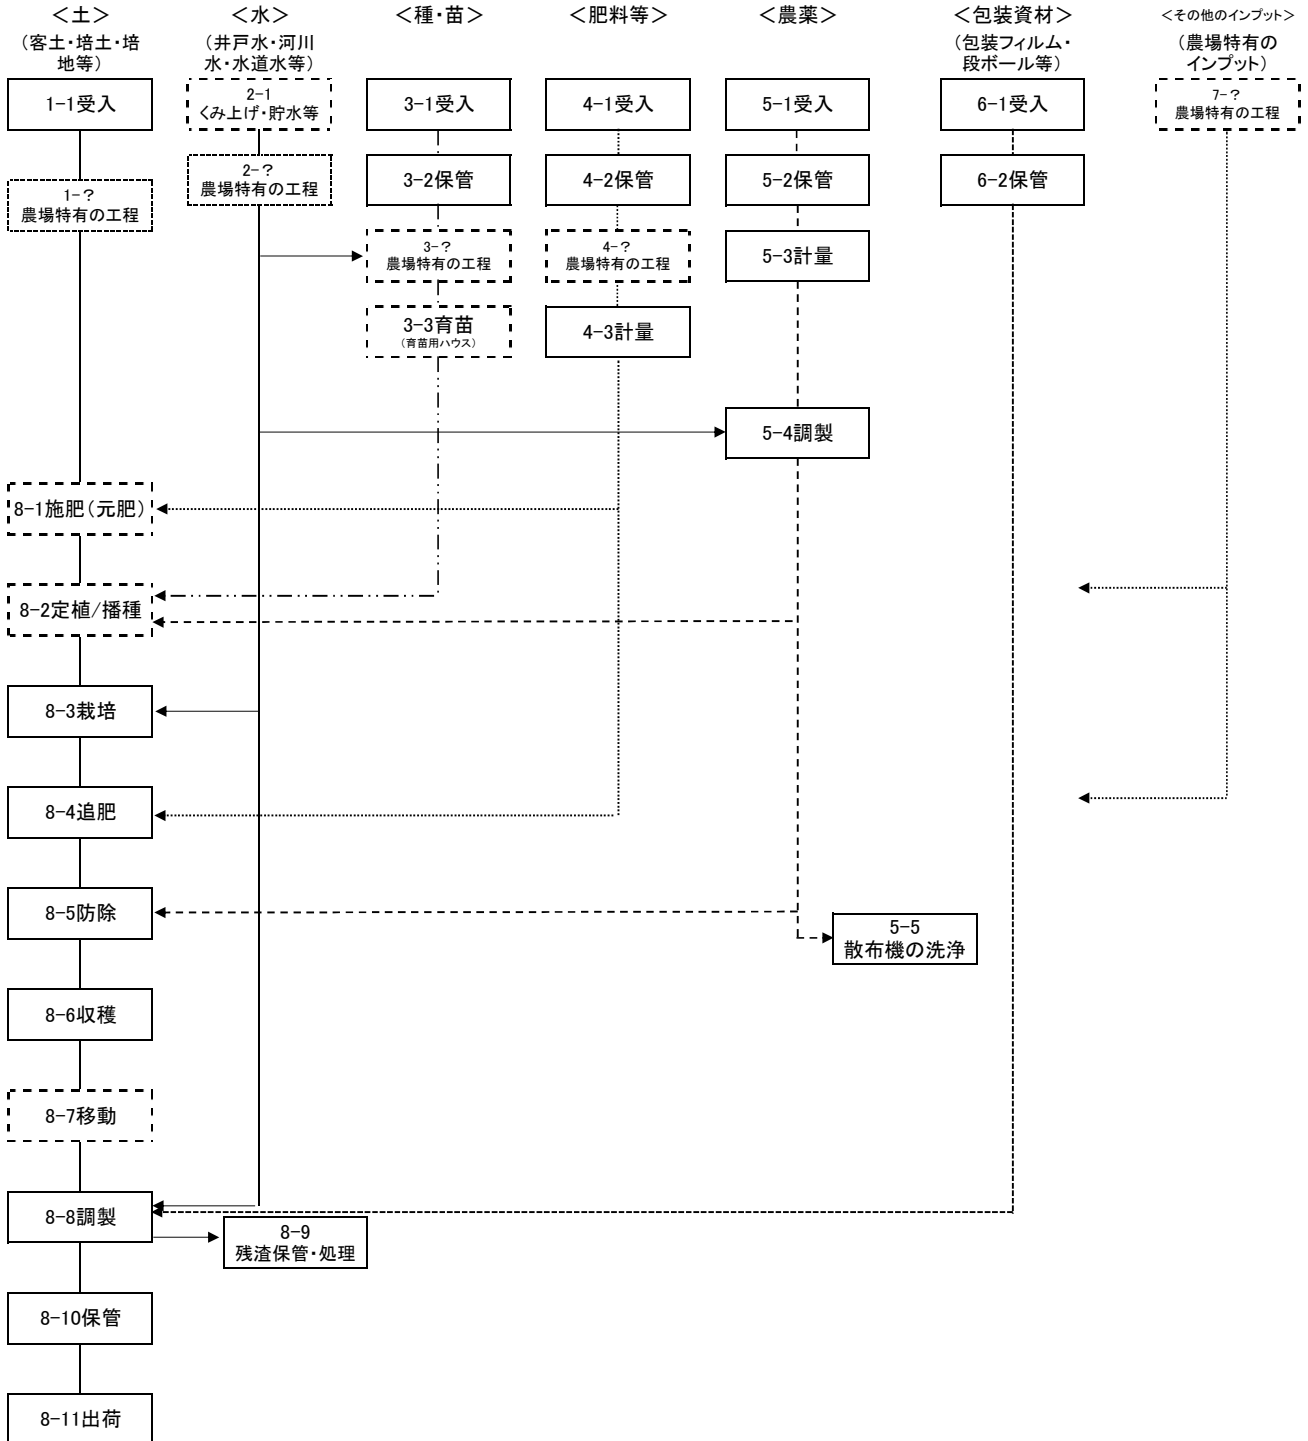 ＜土＞
（客土・培土・培
地等）
＜水＞
（井戸水・河川
水・水道水等）
＜種・苗＞
＜肥料等＞
＜農薬＞
＜包装資材＞
（包装フィルム・
段ボール等）
＜その他のインプット＞
（農場特有の
インプット）
1-1受入
2-1
くみ上げ・貯水等
3-1受入
4-1受入
5-1受入
6-1受入
7-？
農場特有の工程
1-？
農場特有の工程
2-？
農場特有の工程
3-2保管
4-2保管
5-2保管
6-2保管
3-？
農場特有の工程
4-？
農場特有の工程
5-3計量
3-3育苗
（育苗用ハウス）
4-3計量
5-4調製
8-1施肥（元肥）
8-2定植/播種
8-3栽培
8-4追肥
8-5防除
5-5
散布機の洗浄
8-6収穫
8-7移動
8-8調製
8-9
残渣保管・処理
8-10保管
8-11出荷